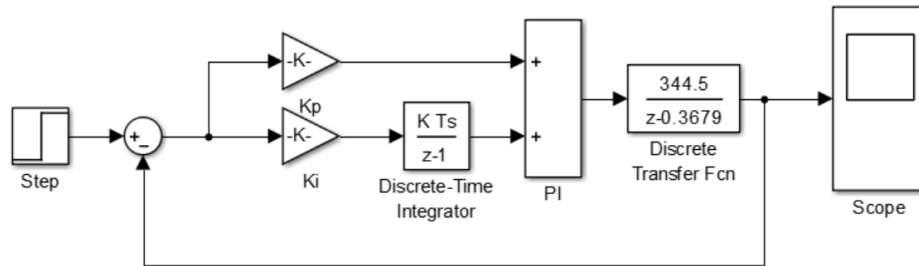 -K-
Kp
+
+
344.5
z-0.3679
Discrete
Transfer Fcn
Step
+
−
-K-
Ki
K Ts
z-1
Discrete-Time
Integrator
PI
Scope